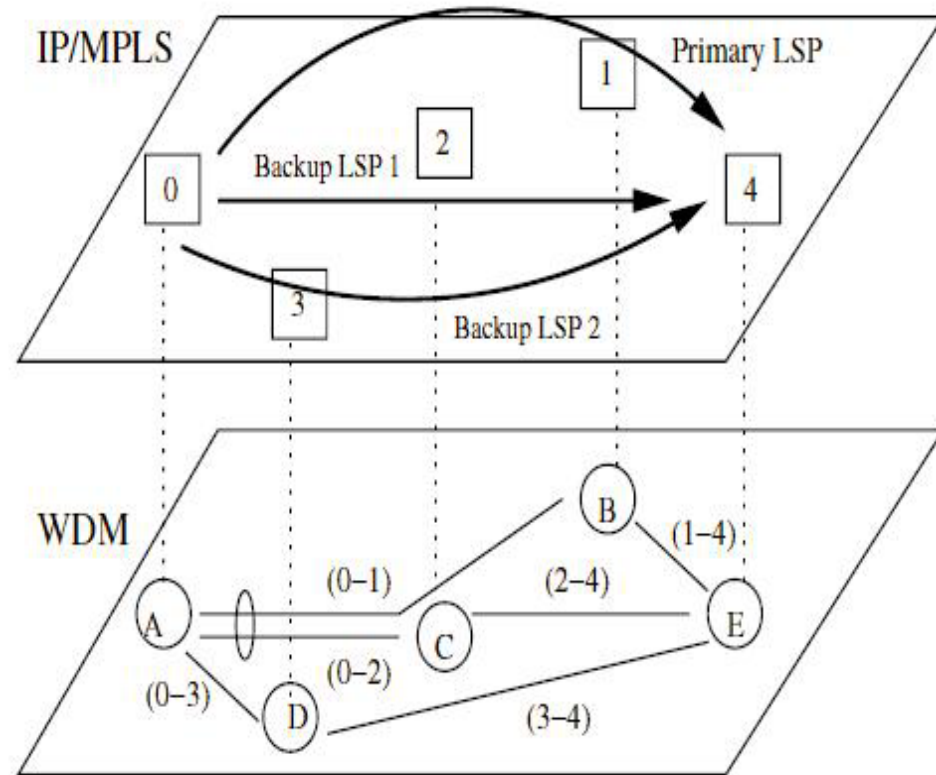 IP/MPLS
Primary LSP
1
2
Backup LSP 1
0
4
3
Backup LSP 2
WDM
B
(1–4)
(0–1)
(2–4)
A
C
E
(0–2)
(0–3)
D
(3–4)